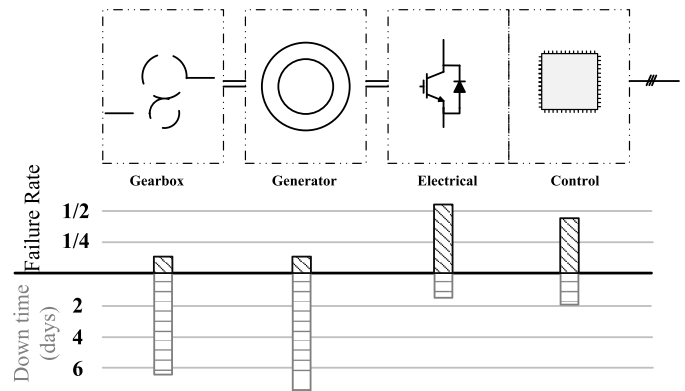 Gearbox Generator Electrical Control
Failure Rate
1/2
1/4
Down time
(days)
2
4
6